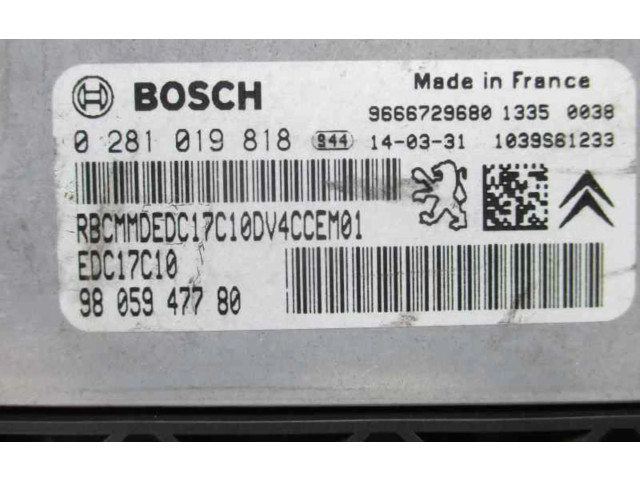 BOSCH
Made in France
9666729680 1335 0038
0 281 019 818 944 14-03-31 1039S61233
RBCMMDEDC17C10DV4CCEM01
EDC17C10
98 059 477 80